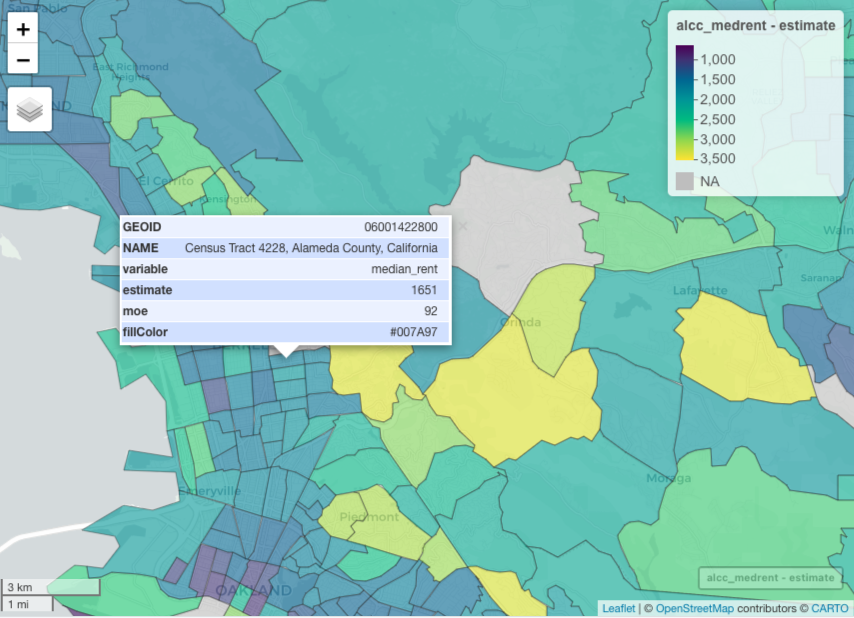 San Pablo
+
−
East Richmond
Heights
El Cerrito
Kensington
alcc_medrent - estimate
1,000
1,500
2,000
2,500
3,000
3,500
NA
GEOID 06001422800
NAME Census Tract 4228, Alameda County, California
variable median_rent
estimate 1651
moe 92
fillColor #007A97
Saranap
Lafayette
Orinda
Moraga
Emeryville
Piedmont
OAKLAND
alcc_medrent - estimate
3 km
1 mi
Leaflet | © OpenStreetMap contributors © CARTO